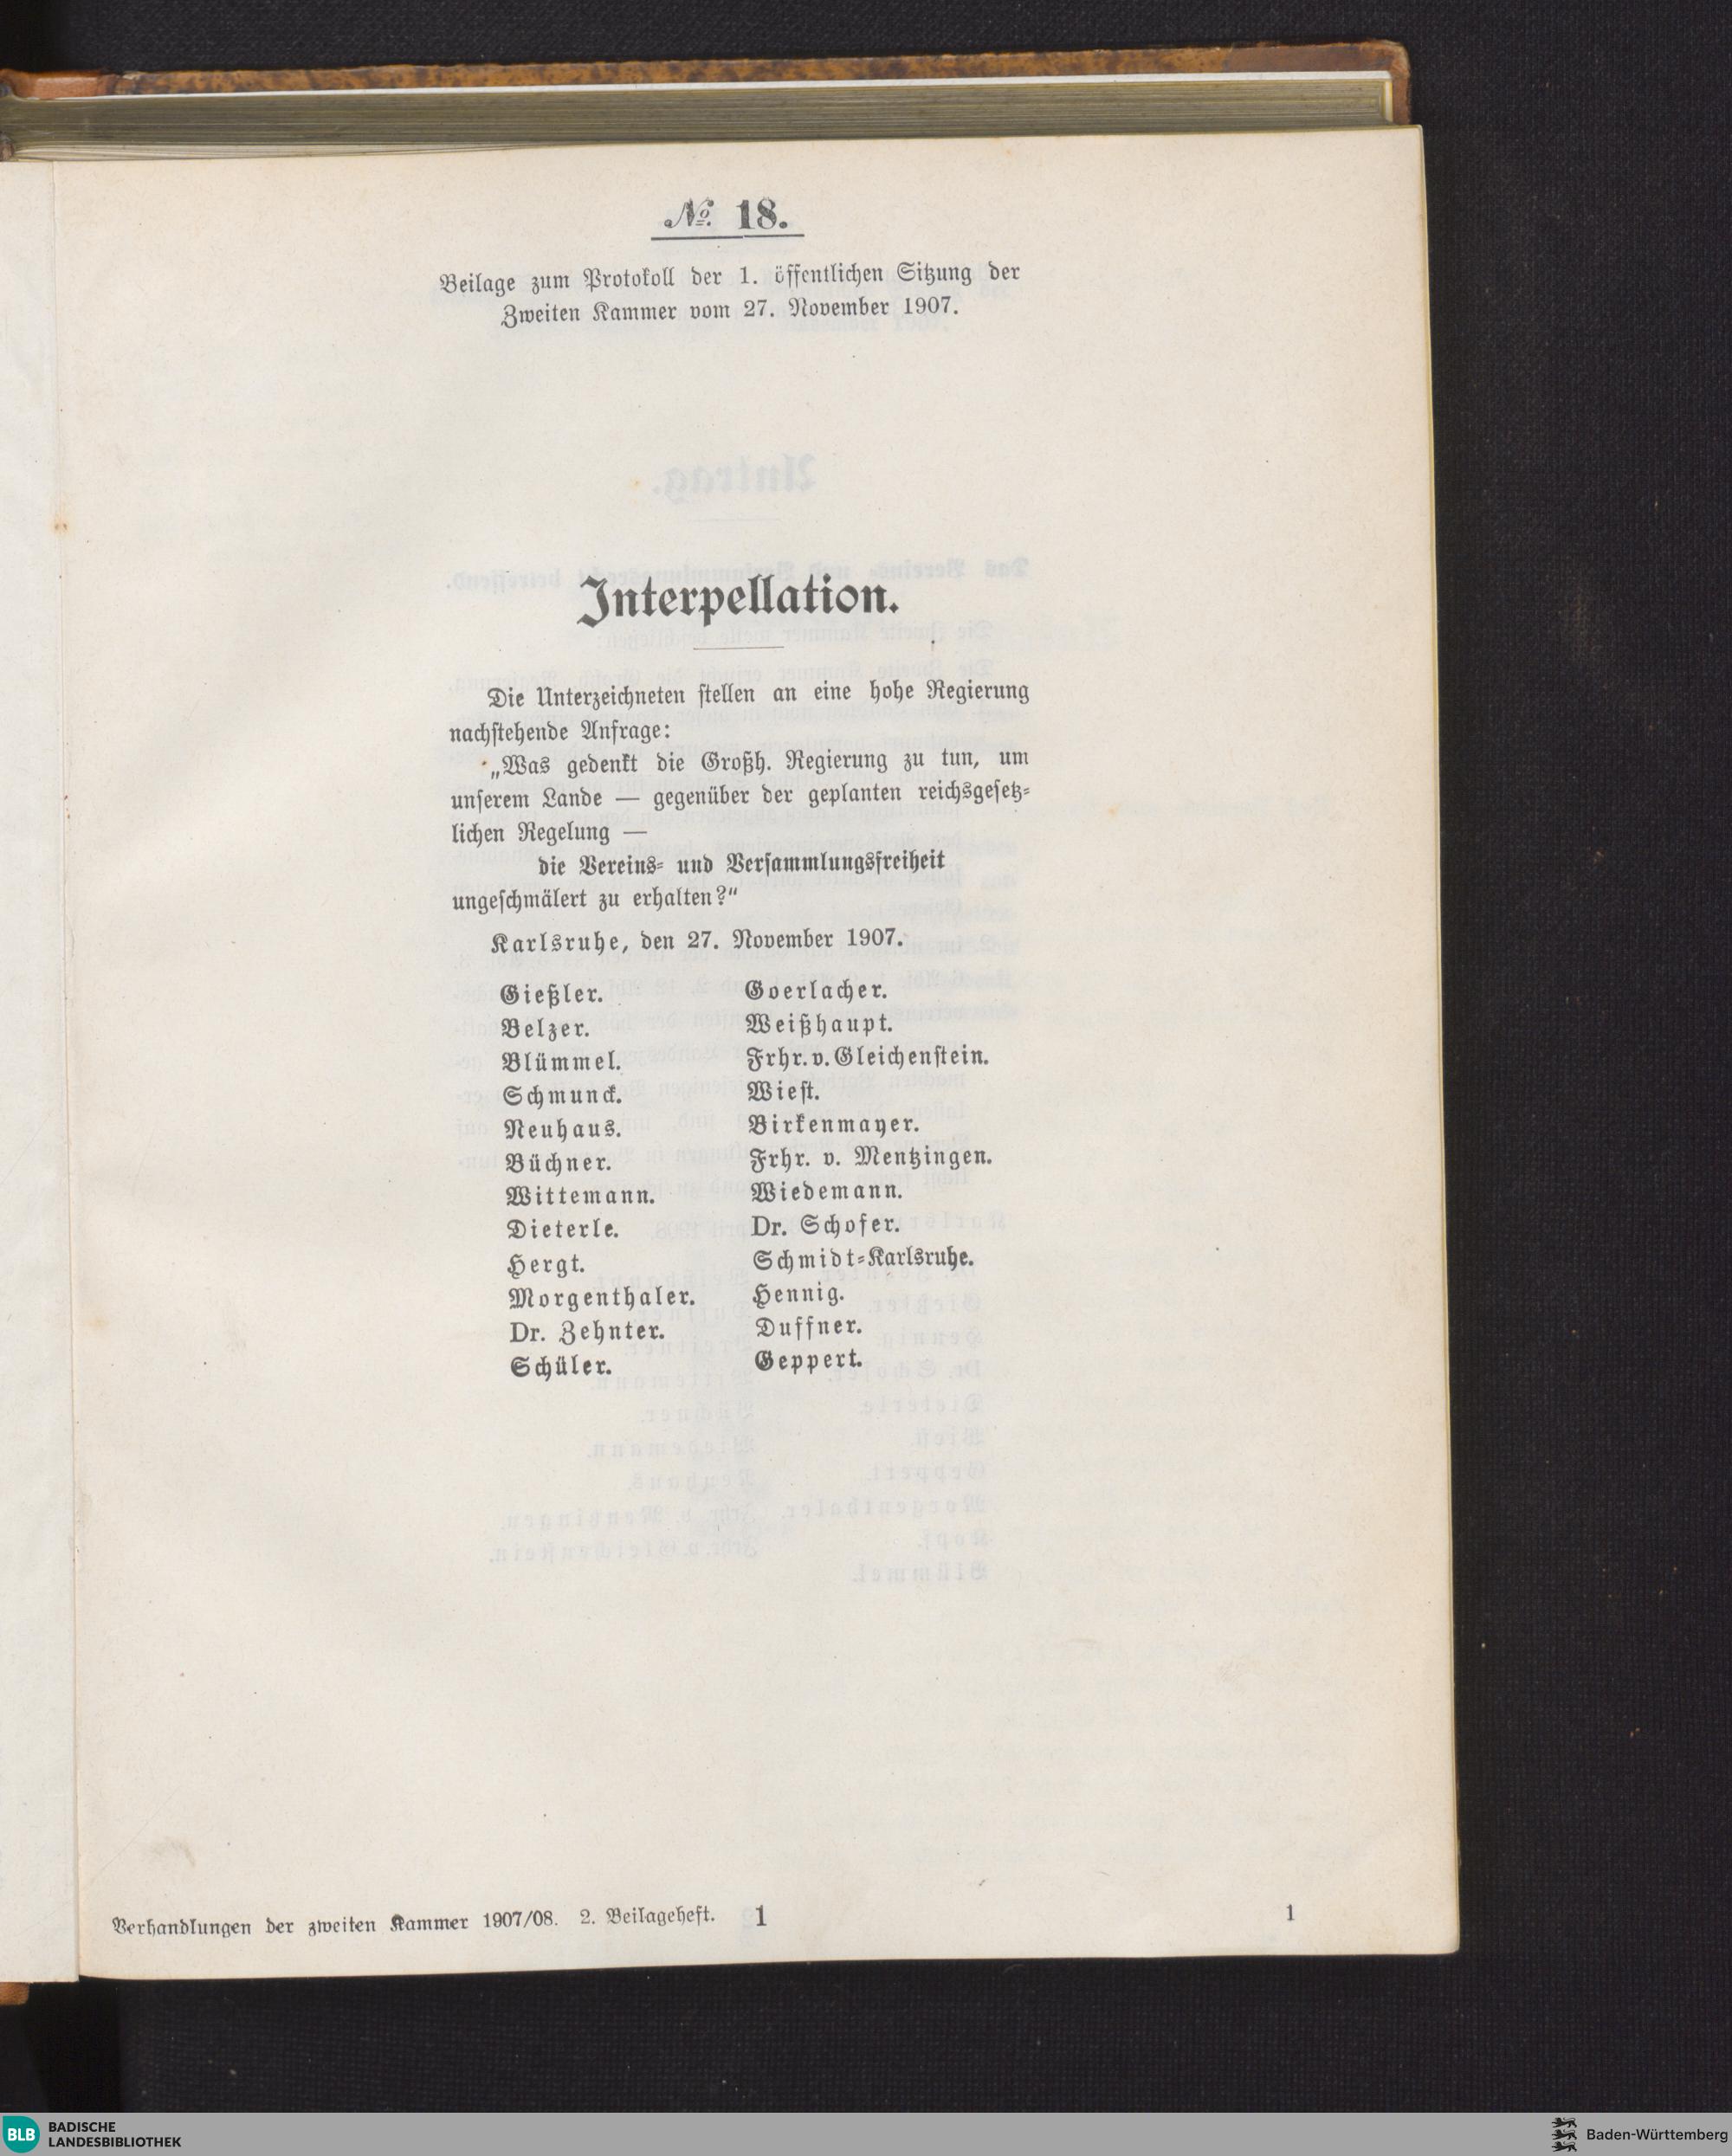 № 18.
Beilage zum Protokoll der 1. öffentlichen Sitzung der
Zweiten Kammer vom 27. November 1907.
Interpellation.
Die Unterzeichneten stellen an eine hohe Regierung
nachstehende Anfrage:
„Was gedenkt die Großh. Regierung zu tun, um
unserem Lande — gegenüber der geplanten reichsgesetz-
lichen Regelung —
die Vereins- und Versammlungsfreiheit
ungeschmälert zu erhalten?“
Karlsruhe, den 27. November 1907.
Gießler.
Belzer.
Blümmel.
Schmunck.
Neuhaus.
Büchner.
Wittemann.
Dieterle.
Hergt.
Morgenthaler.
Dr. Zehnter.
Schüler.
Goerlacher.
Weißhaupt.
Frhr. v. Gleichenstein.
Wiest.
Birkenmayer.
Frhr. v. Mentzingen.
Wiedemann.
Dr. Schofer.
Schmidt-Karlsruhe.
Hennig.
Duffner.
Geppert.
Verhandlungen der zweiten Kammer 1907/08. 2. Beilageheft. 1 1
BLB BADISCHE
LANDESBIBLIOTHEK
Baden-Württemberg